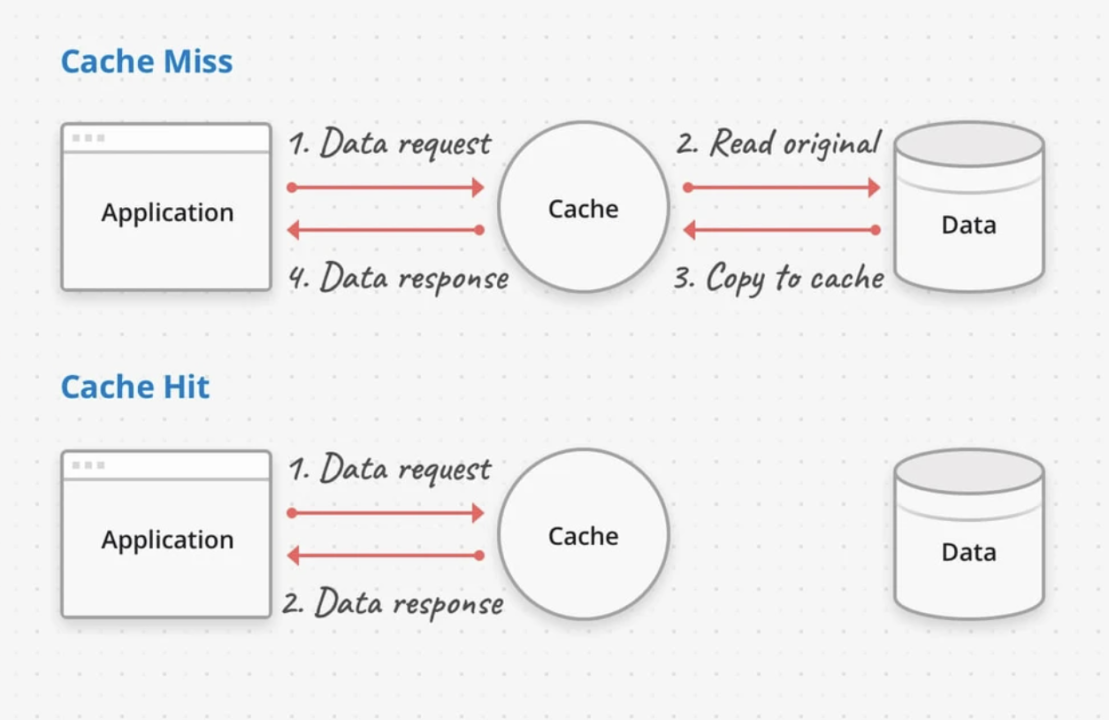 Cache Miss
1. Data request
2. Read original
Application
Cache
Data
4. Data response
3. Copy to cache
Cache Hit
1. Data request
Application
Cache
Data
2. Data response